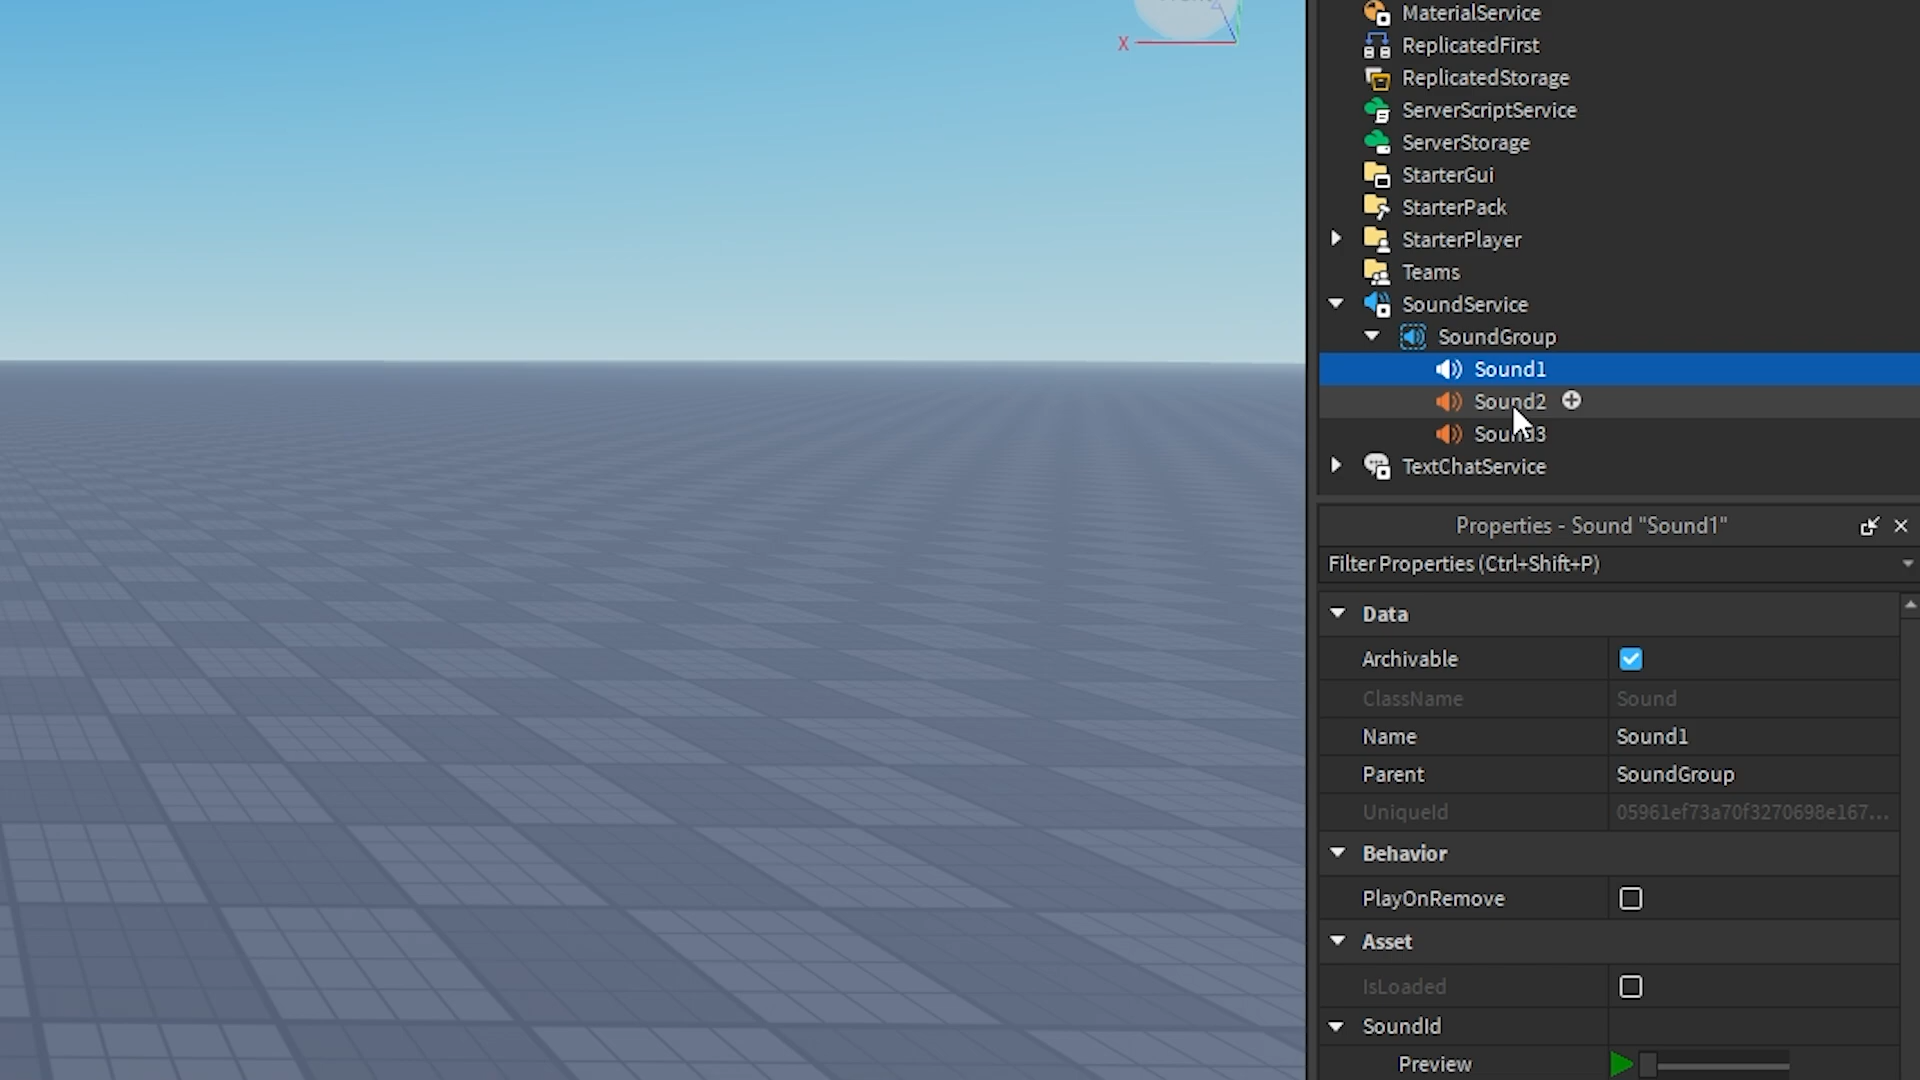 X
MaterialService
ReplicatedFirst
ReplicatedStorage
ServerScriptService
ServerStorage
StarterGui
StarterPack
StarterPlayer
Teams
SoundService
SoundGroup
Sound1
Sound2
Sound3
TextChatService
Properties - Sound "Sound1"
Filter Properties (Ctrl+Shift+P)
Data
Archivable
ClassName Sound
Name Sound1
Parent SoundGroup
UniqueId 05961ef73a70f3270698e167...
Behavior
PlayOnRemove
Asset
IsLoaded
SoundId
Preview